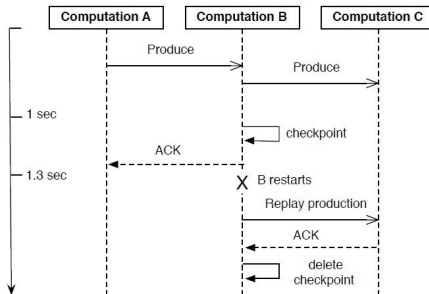 Computation A
Computation B
Computation C
Produce
Produce
1 sec
checkpoint
ACK
1.3 sec
B restarts
Replay production
ACK
delete
checkpoint